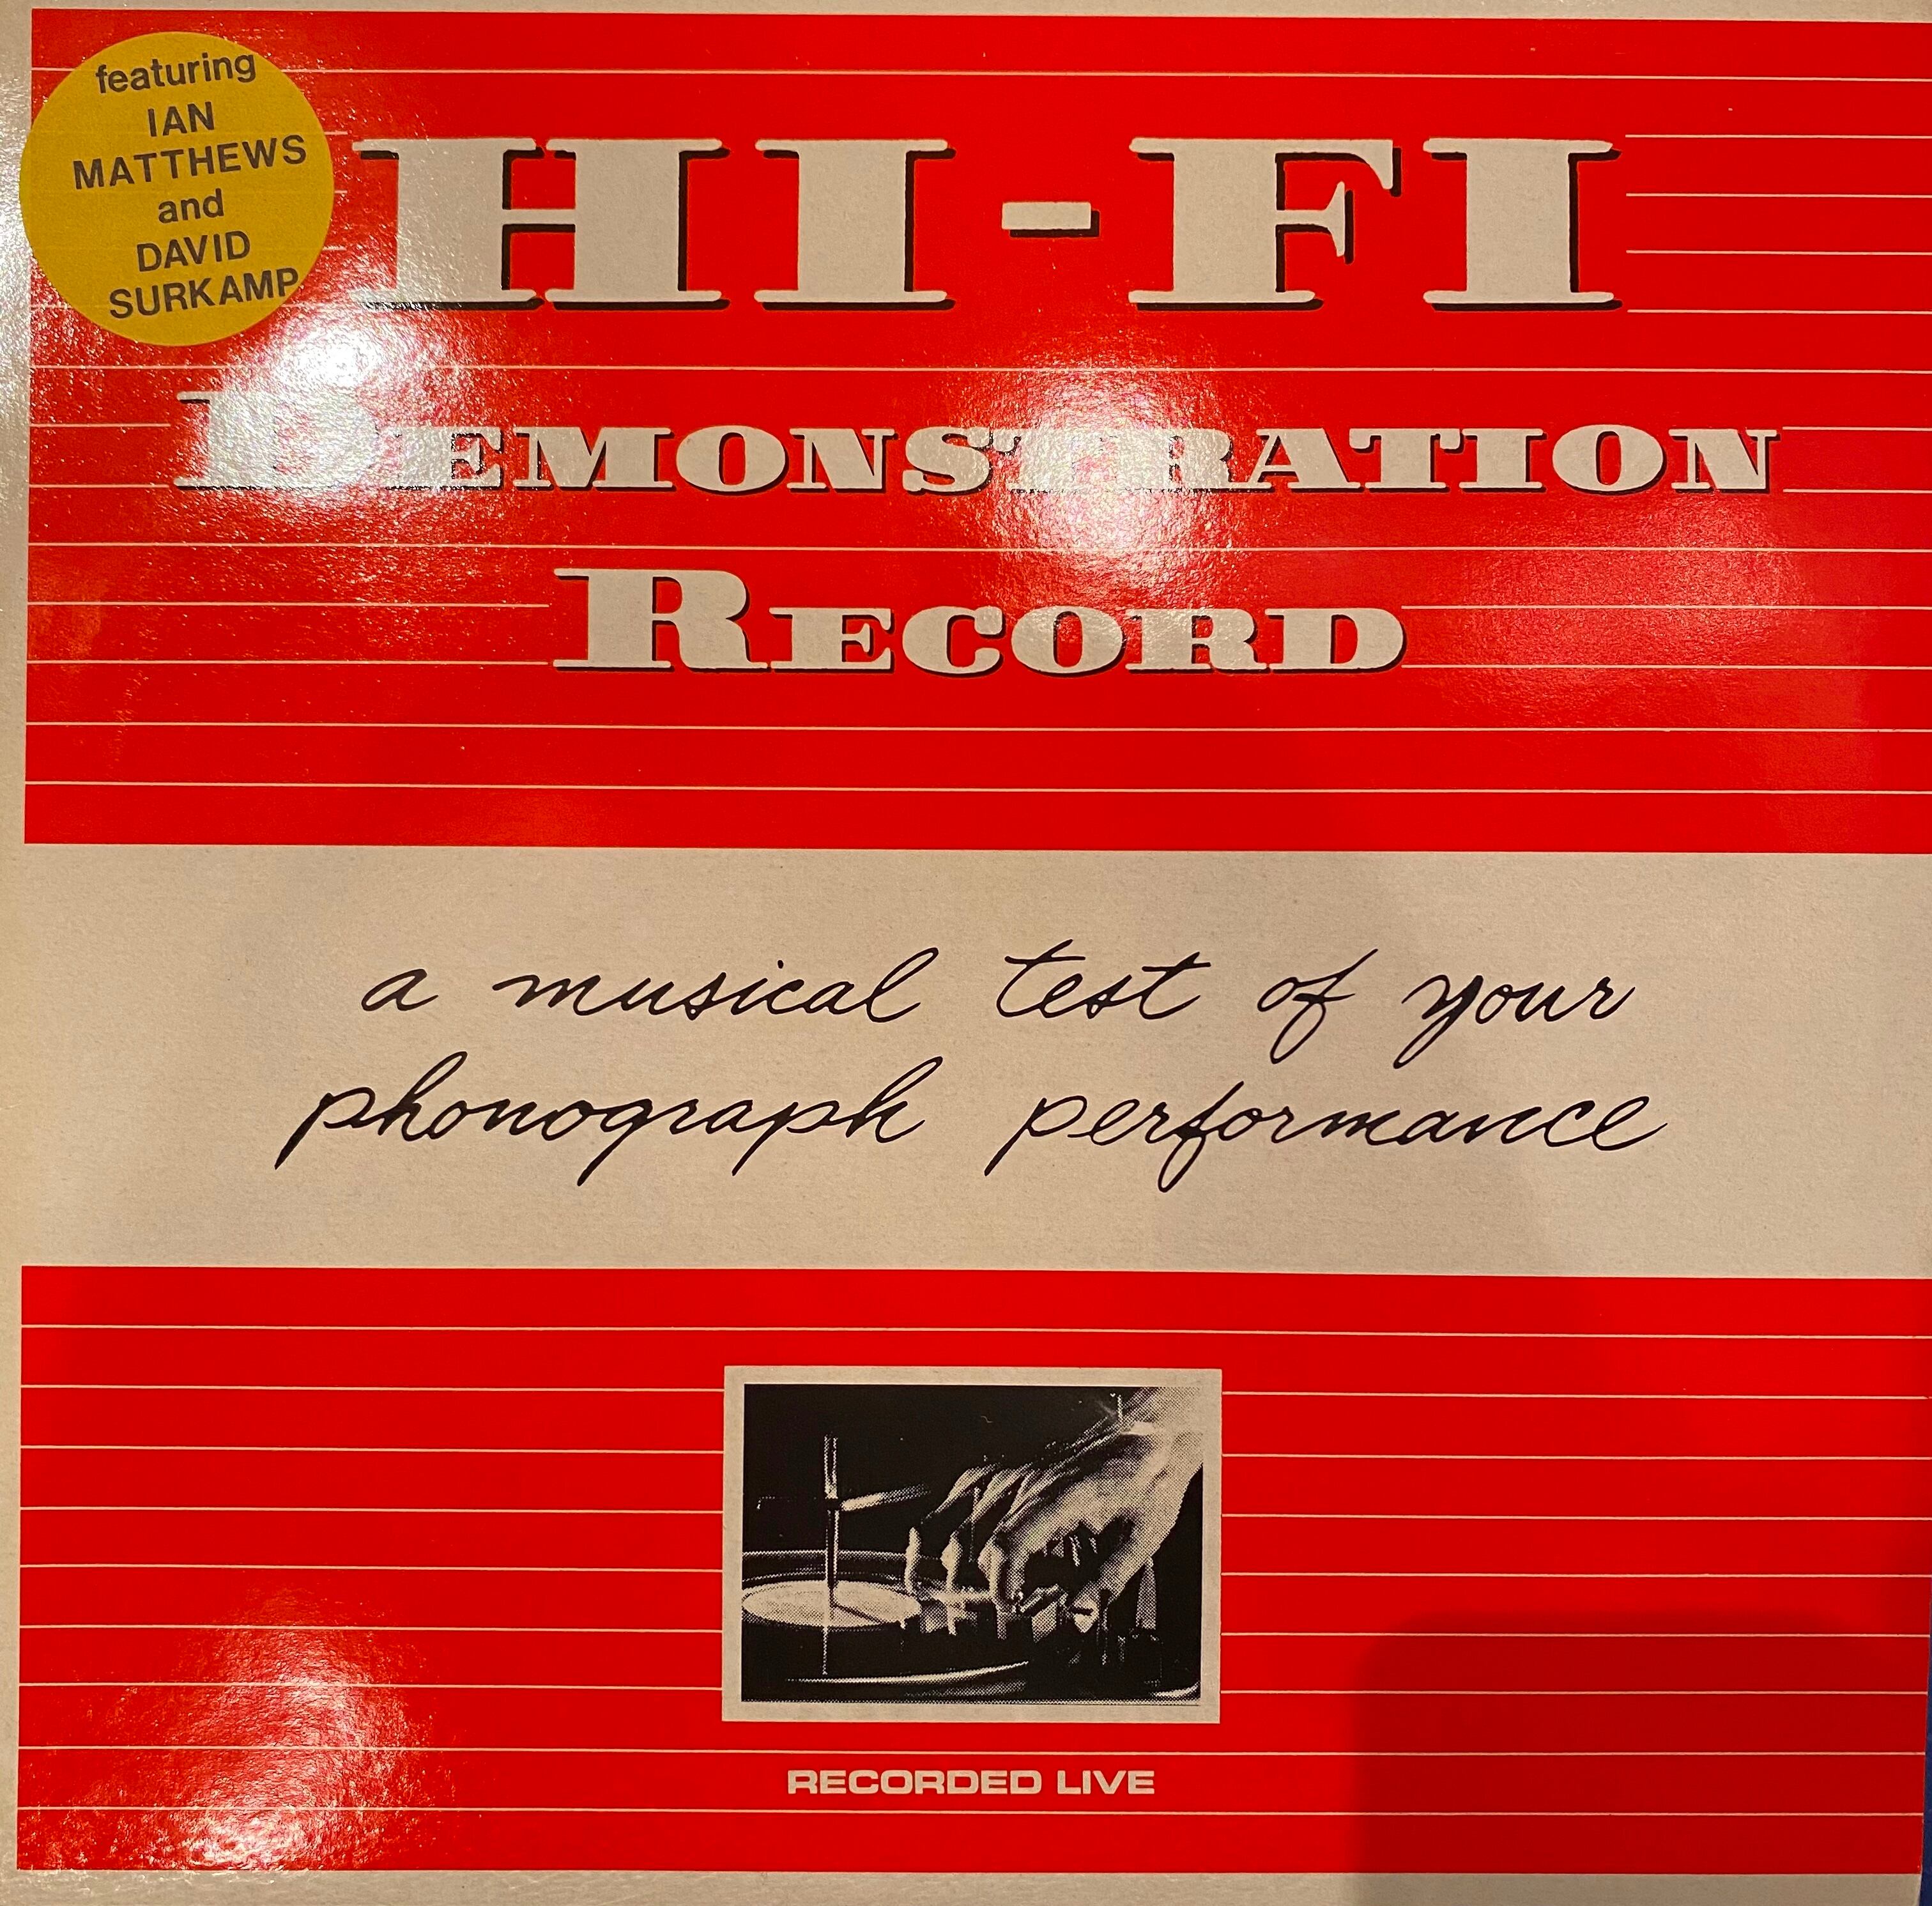 featuring
IAN
MATTHEWS
and
DAVID
SURKAMP
HI-FI
DEMONSTRATION
RECORD
a musical test of your
phonograph performance
RECORDED LIVE